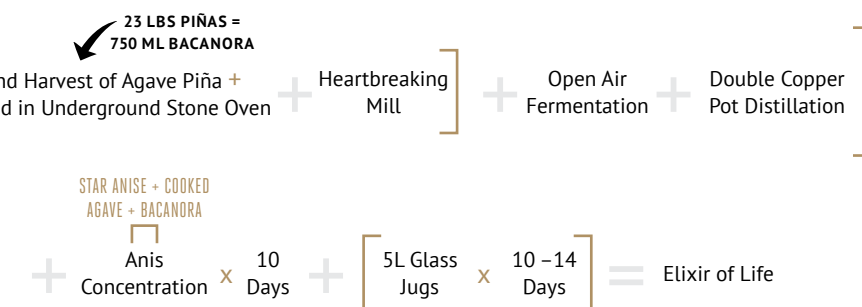 23 LBS PIÑAS =
750 ML BACANORA
Harvest of Agave Piña +
in Underground Stone Oven
+
Heartbreaking
Mill
+
Open Air
Fermentation
+
Double Copper
Pot Distillation
STAR ANISE + COOKED
AGAVE + BACANORA
+
Anis
Concentration
x
10
Days
+
5L Glass
Jugs
x
10 –14
Days
=
Elixir of Life